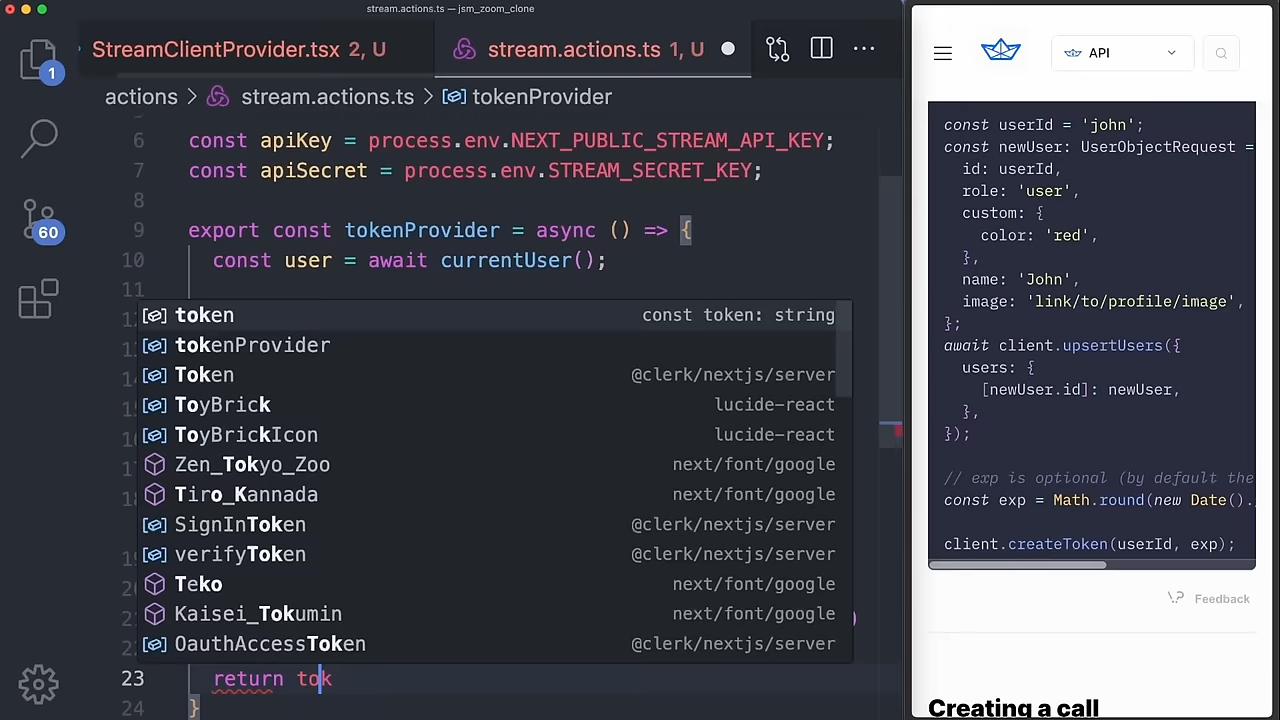 stream.actions.ts — jsm_zoom_clone
StreamClientProvider.tsx 2, U
stream.actions.ts 1, U
1
60
actions > stream.actions.ts > tokenProvider
6 const apiKey = process.env.NEXT_PUBLIC_STREAM_API_KEY;
7 const apiSecret = process.env.STREAM_SECRET_KEY;
8
9 export const tokenProvider = async () => {
10 const user = await currentUser();
11
token const token: string
tokenProvider
Token @clerk/nextjs/server
ToyBrick lucide-react
ToyBrickIcon lucide-react
Zen_Tokyo_Zoo next/font/google
Tiro_Kannada next/font/google
SignInToken @clerk/nextjs/server
verifyToken @clerk/nextjs/server
Teko next/font/google
Kaisei_Tokumin next/font/google
OauthAccessToken @clerk/nextjs/server
)
23 return tok
24 }
API
const userId = 'john';
const newUser: UserObjectRequest =
id: userId,
role: 'user',
custom: {
color: 'red',
},
name: 'John',
image: 'link/to/profile/image',
};
await client.upsertUsers({
users: {
[newUser.id]: newUser,
},
});
// exp is optional (by default the
const exp = Math.round(new Date().
client.createToken(userId, exp);
Feedback
Creating a call